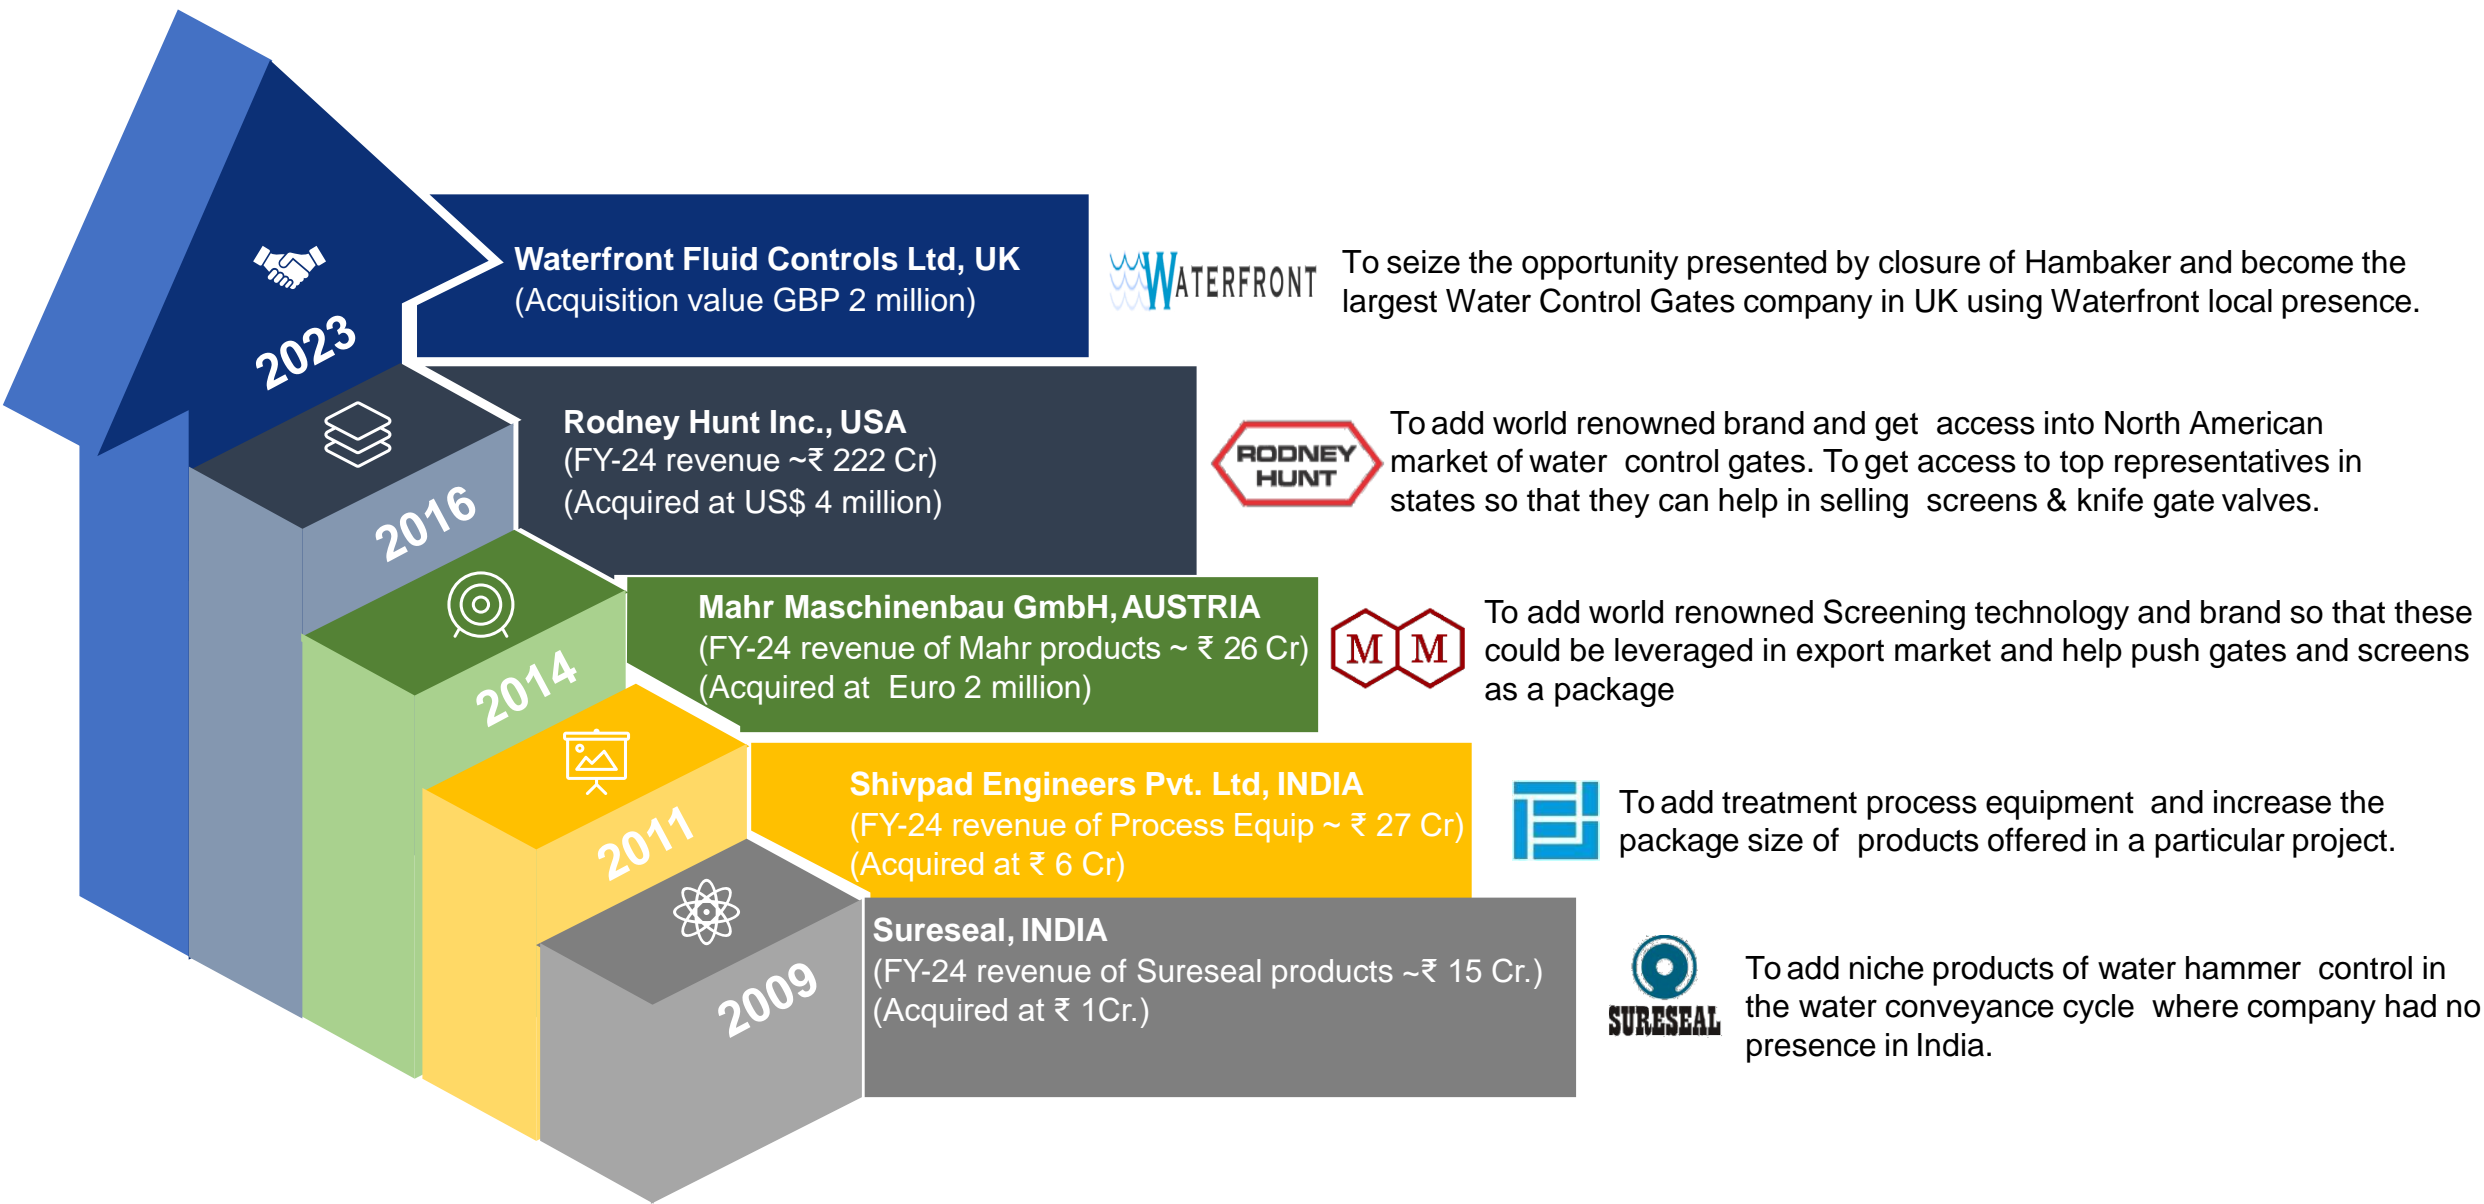 2023
Waterfront Fluid Controls Ltd, UK
(Acquisition value GBP 2 million)
WATERFRONT
To seize the opportunity presented by closure of Hambaker and become the
largest Water Control Gates company in UK using Waterfront local presence.
2016
Rodney Hunt Inc., USA
(FY-24 revenue ~₹ 222 Cr)
(Acquired at US$ 4 million)
RODNEY
HUNT
To add world renowned brand and get access into North American
market of water control gates. To get access to top representatives in
states so that they can help in selling screens & knife gate valves.
2014
Mahr Maschinenbau GmbH, AUSTRIA
(FY-24 revenue of Mahr products ~ ₹ 26 Cr)
(Acquired at Euro 2 million)
M M
To add world renowned Screening technology and brand so that these
could be leveraged in export market and help push gates and screens
as a package
2011
Shivpad Engineers Pvt. Ltd, INDIA
(FY-24 revenue of Process Equip ~ ₹ 27 Cr)
(Acquired at ₹ 6 Cr)
To add treatment process equipment and increase the
package size of products offered in a particular project.
2009
Sureseal, INDIA
(FY-24 revenue of Sureseal products ~₹ 15 Cr.)
(Acquired at ₹ 1Cr.)
SURESEAL
To add niche products of water hammer control in
the water conveyance cycle where company had no
presence in India.